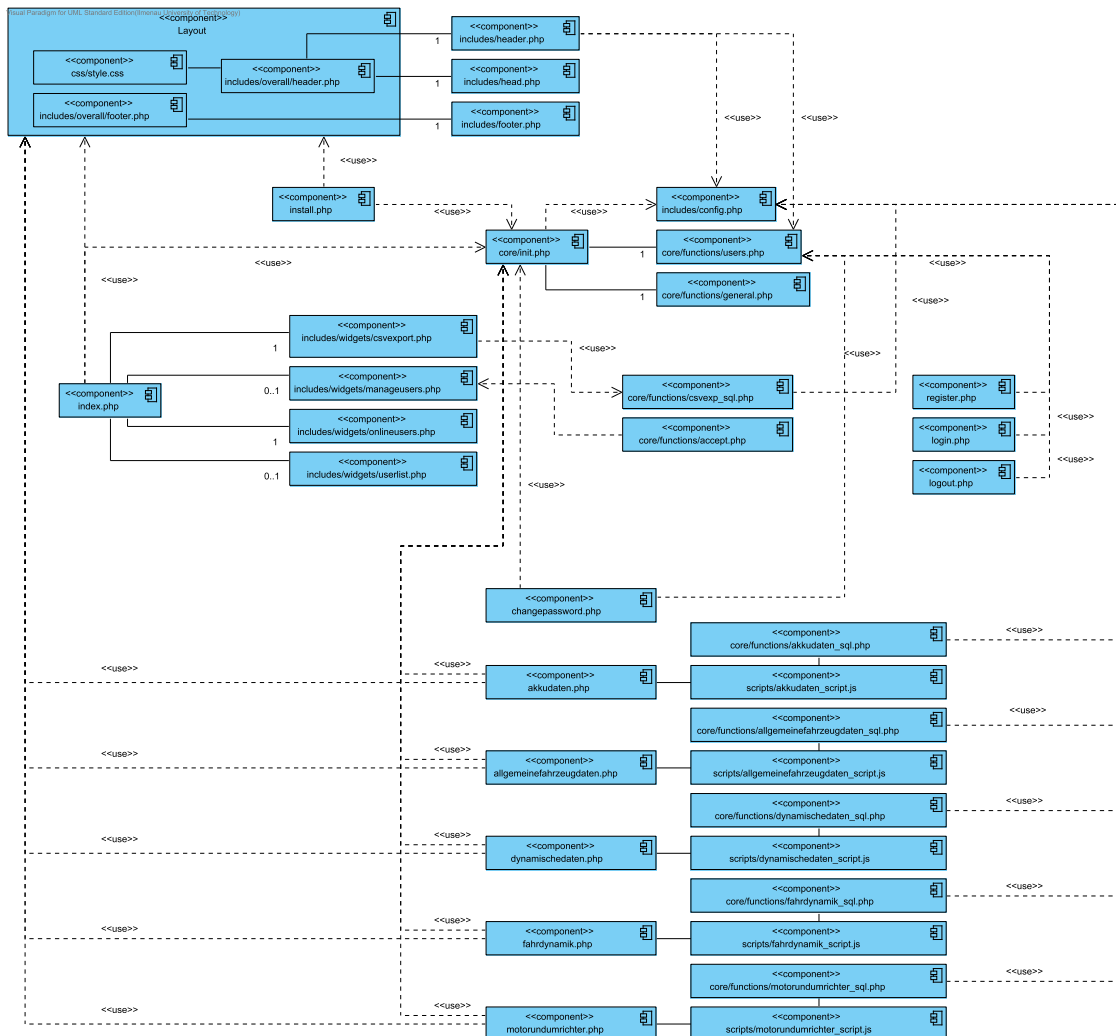 Visual Paradigm for UML Standard Edition(Ilmenau University of Technology)
<<component>>
Layout
<<component>>
css/style.css
<<component>>
includes/overall/header.php
<<component>>
includes/overall/footer.php
<<component>>
includes/header.php
1
<<component>>
includes/head.php
1
<<component>>
includes/footer.php
1
<<use>>
<<use>>
<<use>>
<<component>>
install.php
<<use>>
<<use>>
<<component>>
includes/config.php
<<component>>
core/init.php
<<component>>
core/functions/users.php
1
<<component>>
core/functions/general.php
1
<<use>>
<<use>>
<<use>>
<<use>>
<<component>>
includes/widgets/csvexport.php
1
<<use>>
<<use>>
<<component>>
includes/widgets/manageusers.php
0..1
<<component>>
index.php
<<component>>
includes/widgets/onlineusers.php
1
<<component>>
includes/widgets/userlist.php
0..1
<<component>>
core/functions/csvexp_sql.php
<<component>>
core/functions/accept.php
<<component>>
register.php
<<use>>
<<component>>
login.php
<<use>>
<<component>>
logout.php
<<use>>
<<component>>
changepassword.php
<<component>>
core/functions/akkudaten_sql.php
<<use>>
<<use>>
<<use>>
<<component>>
akkudaten.php
<<component>>
scripts/akkudaten_script.js
<<component>>
core/functions/allgemeinefahrzeugdaten_sql.php
<<use>>
<<use>>
<<use>>
<<component>>
allgemeinefahrzeugdaten.php
<<component>>
scripts/allgemeinefahrzeugdaten_script.js
<<component>>
core/functions/dynamischedaten_sql.php
<<use>>
<<use>>
<<use>>
<<component>>
dynamischedaten.php
<<component>>
scripts/dynamischedaten_script.js
<<component>>
core/functions/fahrdynamik_sql.php
<<use>>
<<use>>
<<use>>
<<component>>
fahrdynamik.php
<<component>>
scripts/fahrdynamik_script.js
<<component>>
core/functions/motorundumrichter_sql.php
<<use>>
<<use>>
<<use>>
<<component>>
motorundumrichter.php
<<component>>
scripts/motorundumrichter_script.js